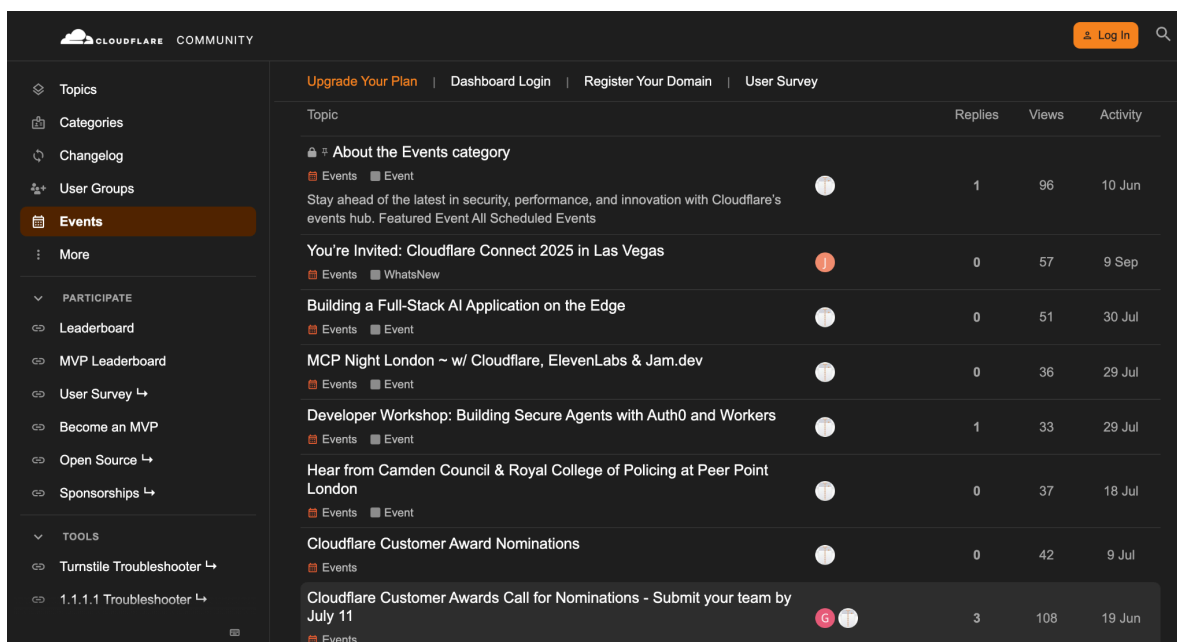 CLOUDFLARE COMMUNITY
Log In
Topics
Categories
Changelog
User Groups
Events
More
PARTICIPATE
Leaderboard
MVP Leaderboard
User Survey ↳
Become an MVP
Open Source ↳
Sponsorships ↳
TOOLS
Turnstile Troubleshooter ↳
1.1.1.1 Troubleshooter ↳
Upgrade Your Plan | Dashboard Login | Register Your Domain | User Survey
Topic Replies Views Activity
About the Events category
Events Event
Stay ahead of the latest in security, performance, and innovation with Cloudflare's
events hub. Featured Event All Scheduled Events
1 96 10 Jun
You're Invited: Cloudflare Connect 2025 in Las Vegas
Events WhatsNew
J
0 57 9 Sep
Building a Full-Stack AI Application on the Edge
Events Event
0 51 30 Jul
MCP Night London ~ w/ Cloudflare, ElevenLabs & Jam.dev
Events Event
0 36 29 Jul
Developer Workshop: Building Secure Agents with Auth0 and Workers
Events Event
1 33 29 Jul
Hear from Camden Council & Royal College of Policing at Peer Point
London
Events Event
0 37 18 Jul
Cloudflare Customer Award Nominations
Events
0 42 9 Jul
Cloudflare Customer Awards Call for Nominations - Submit your team by
July 11
Events
G
3 108 19 Jun